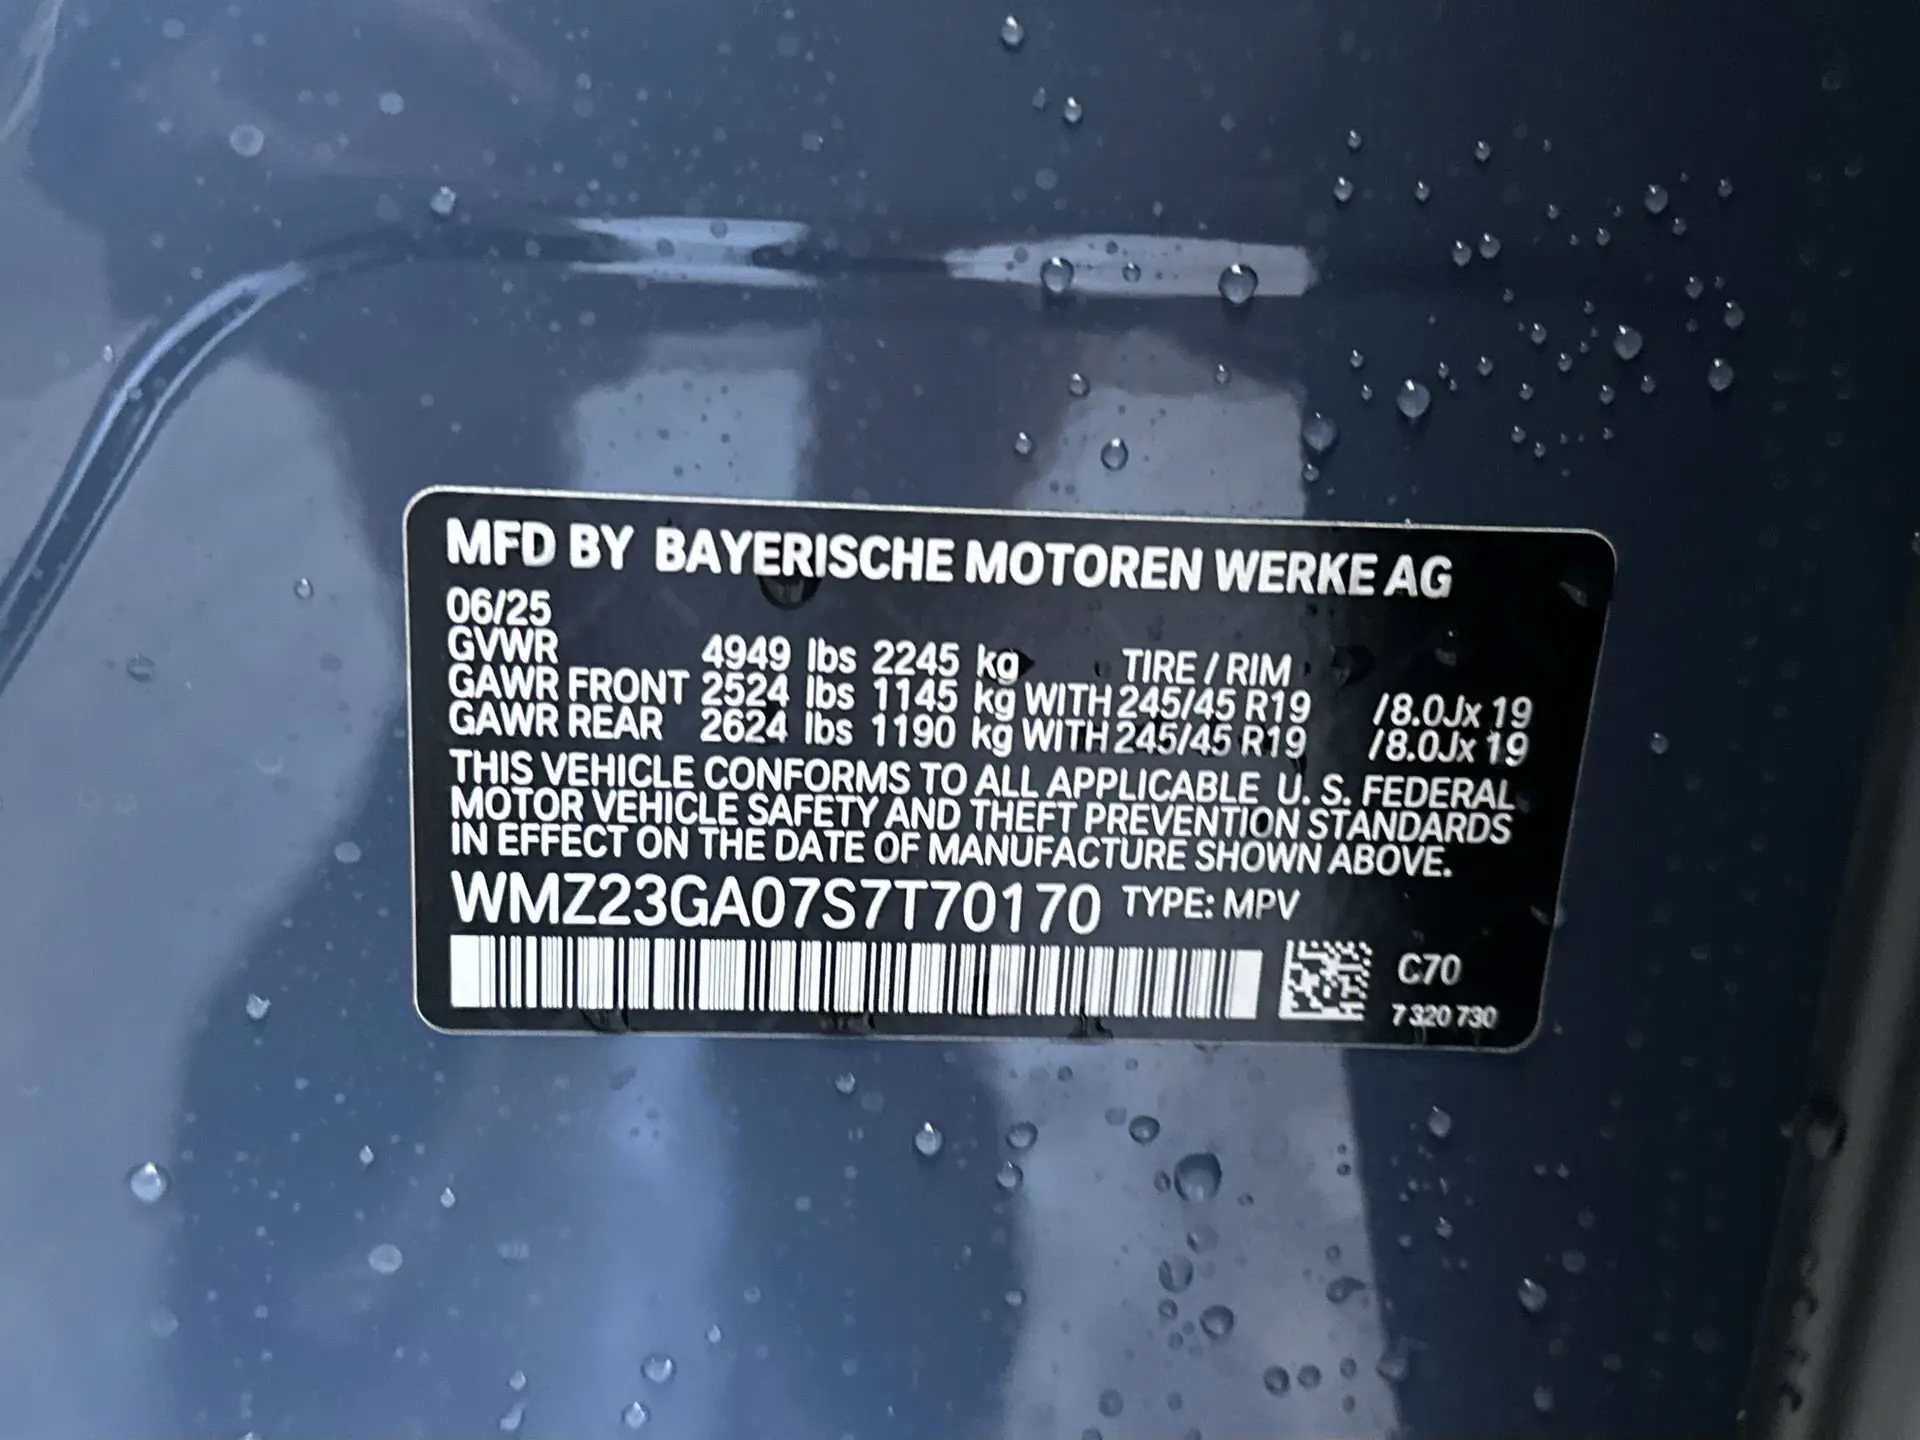 MFD BY BAYERISCHE MOTOREN WERKE AG
06/25
GVWR 4949 lbs 2245 kg TIRE / RIM
GAWR FRONT 2524 lbs 1145 kg WITH 245/45 R19 /8.0Jx 19
GAWR REAR 2624 lbs 1190 kg WITH 245/45 R19 /8.0Jx 19
THIS VEHICLE CONFORMS TO ALL APPLICABLE U. S. FEDERAL
MOTOR VEHICLE SAFETY AND THEFT PREVENTION STANDARDS
IN EFFECT ON THE DATE OF MANUFACTURE SHOWN ABOVE.
WMZ23GA07S7T70170 TYPE: MPV
C70
7 320 730